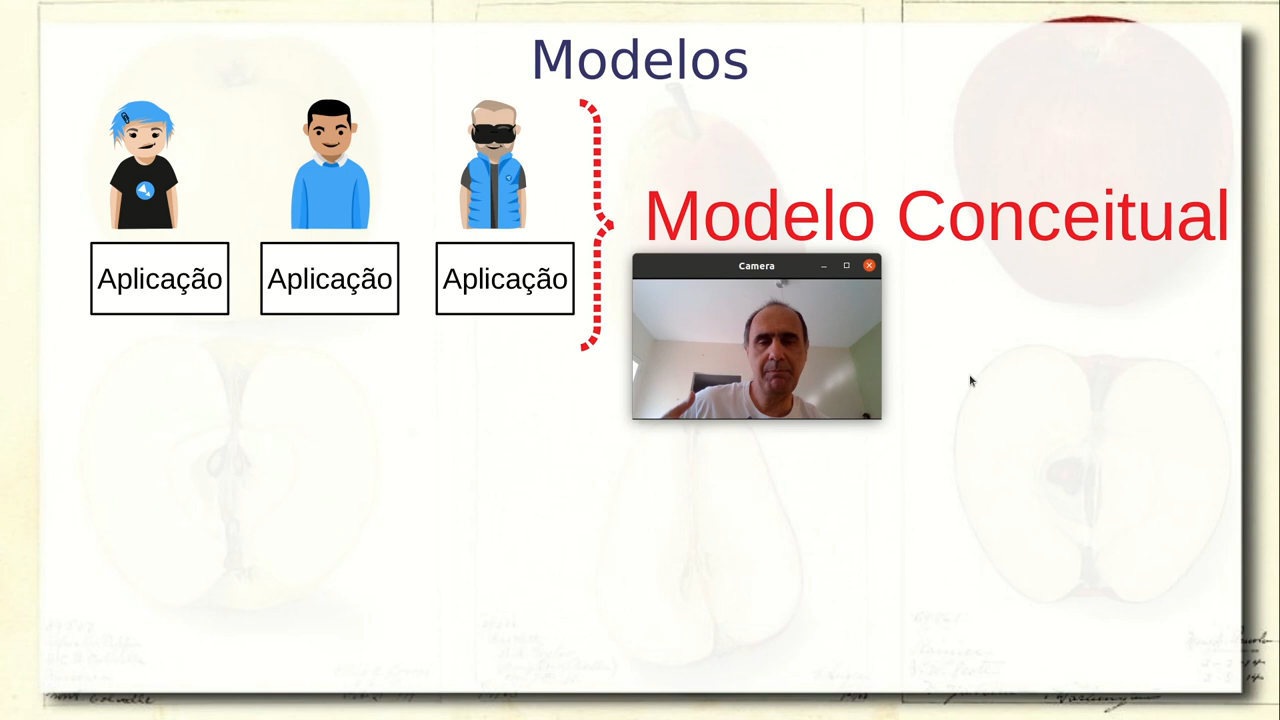 Modelos
Modelo Conceitual
Aplicação
Aplicação
Aplicação
Camera